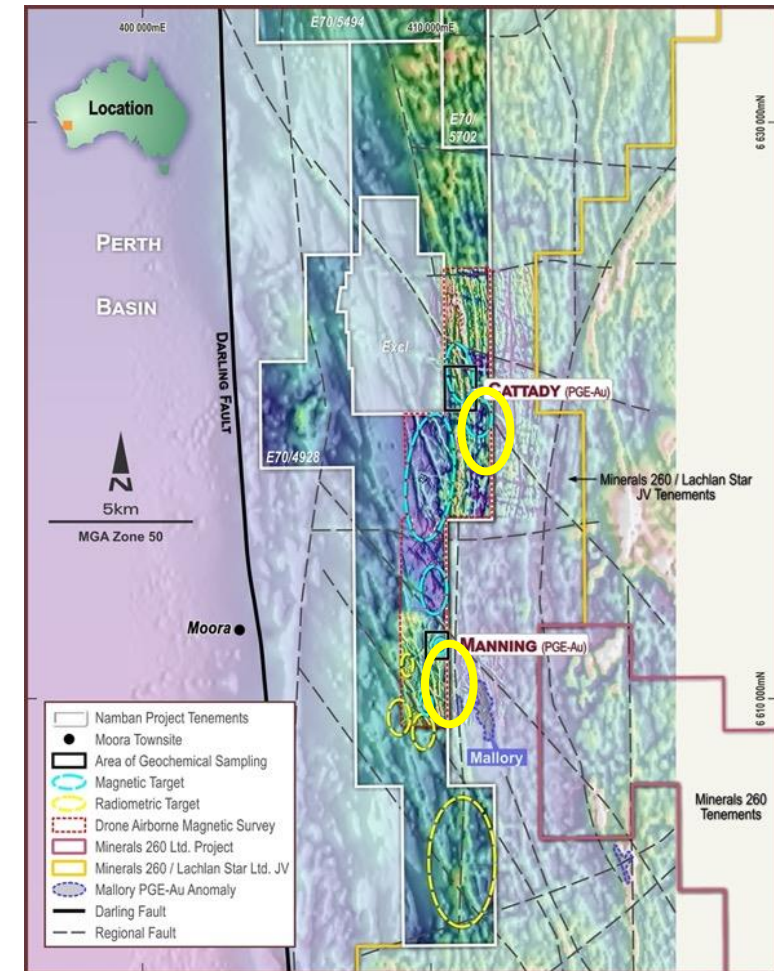 400 000mE
E70/5494
410 000mE
Location
E70/
5702
6 630 000mN
PERTH
BASIN
DARLING FAULT
Excl
CATTADY (PGE-Au)
E70/4928
Minerals 260 / Lachlan Star
JV Tenements
N
5km
MGA Zone 50
Moora
MANNING (PGE-Au)
6 610 000mN
Mallory
Minerals 260
Tenements
Namban Project Tenements
Moora Townsite
Area of Geochemical Sampling
Magnetic Target
Radiometric Target
Drone Airborne Magnetic Survey
Minerals 260 Ltd. Project
Minerals 260 / Lachlan Star Ltd. JV
Mallory PGE-Au Anomaly
Darling Fault
Regional Fault